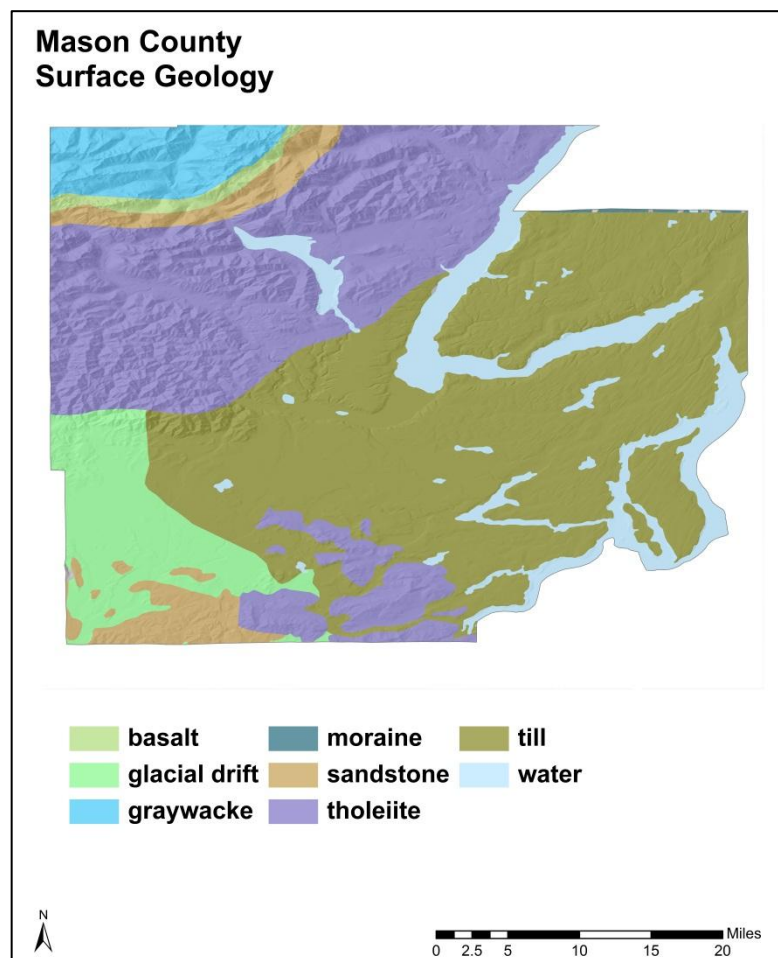 Mason County
Surface Geology
basalt
glacial drift
graywacke
moraine
sandstone
tholeiite
till
water
N
Miles
0 2.5 5 10 15 20